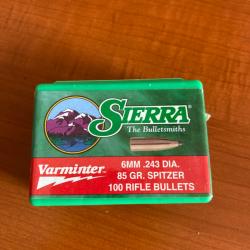 SIERRA
The Bulletsmiths
Varminter
6MM .243 DIA.
85 GR. SPITZER
100 RIFLE BULLETS